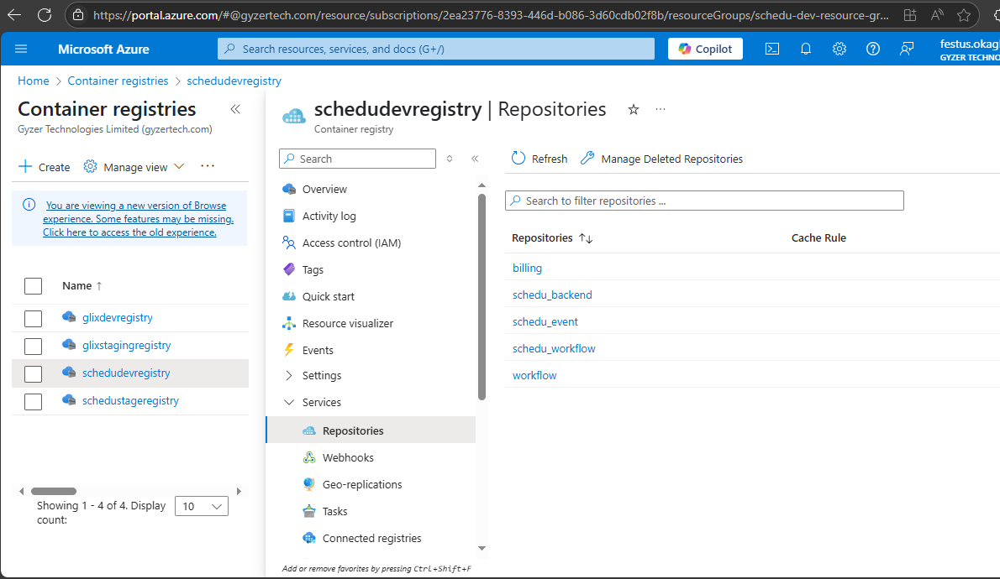 https://portal.azure.com/#@gyzertech.com/resource/subscriptions/2ea23776-8393-446d-b086-3d60cdb02f8b/resourceGroups/schedu-dev-resource-gr...
Microsoft Azure
Search resources, services, and docs (G+/)
Copilot
festus.okagl
GYZER TECHNO
Home > Container registries > schedudevregistry
Container registries
Gyzer Technologies Limited (gyzertech.com)
Create
Manage view
You are viewing a new version of Browse
experience. Some features may be missing.
Click here to access the old experience.
Name ↑
glixdevregistry
glixstagingregistry
schedudevregistry
schedustageregistry
Showing 1 - 4 of 4. Display
count:
10
schedudevregistry | Repositories
Container registry
Search
Overview
Activity log
Access control (IAM)
Tags
Quick start
Resource visualizer
Events
Settings
Services
Repositories
Webhooks
Geo-replications
Tasks
Connected registries
Add or remove favorites by pressing Ctrl+Shift+F
Refresh
Manage Deleted Repositories
Search to filter repositories ...
Repositories ↑↓ Cache Rule
billing
schedu_backend
schedu_event
schedu_workflow
workflow